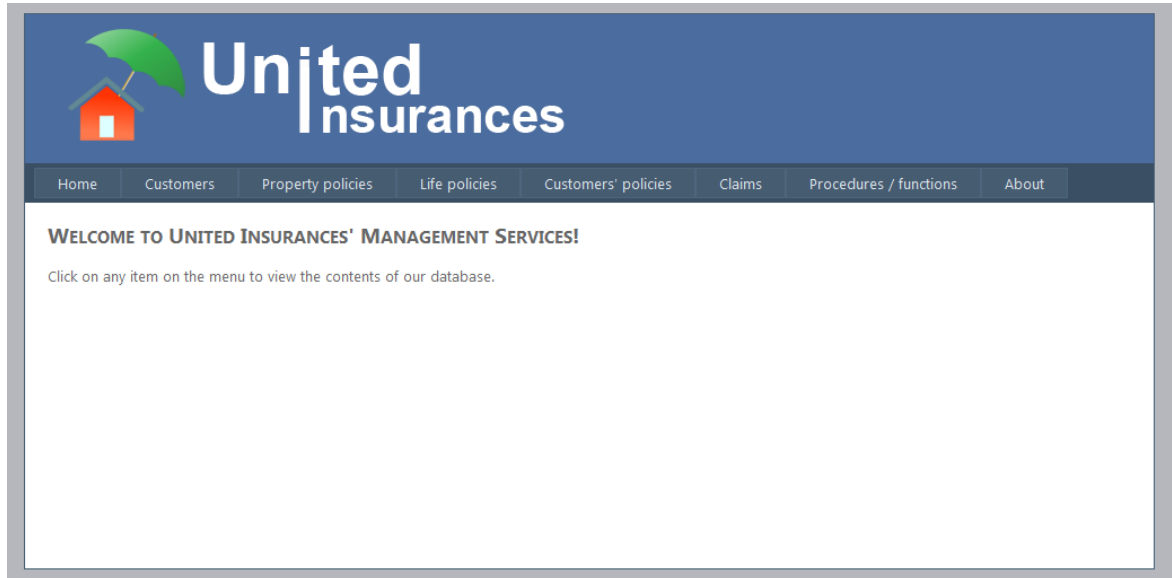 United
Insurances
Home Customers Property policies Life policies Customers' policies Claims Procedures / functions About
WELCOME TO UNITED INSURANCES' MANAGEMENT SERVICES!
Click on any item on the menu to view the contents of our database.